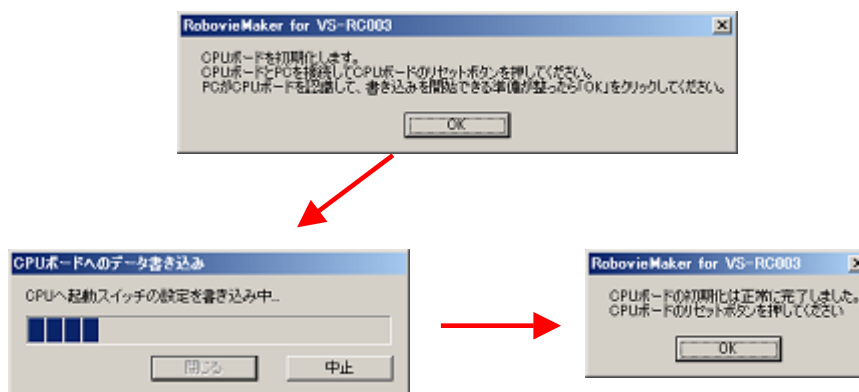 RobovieMaker for VS-RC003
CPUボードを初期化します。
CPUボードとPCを接続してCPUボードのリセットボタンを押してください。
PCがCPUボードを認識して、書き込みを開始できる準備が整ったら「OK」をクリックしてください。
OK
CPUボードへのデータ書き込み
CPUへ起動スイッチの設定を書き込み中...
閉じる
中止
RobovieMaker for VS-RC003
CPUボードの初期化は正常に完了しました。
CPUボードのリセットボタンを押してください
OK